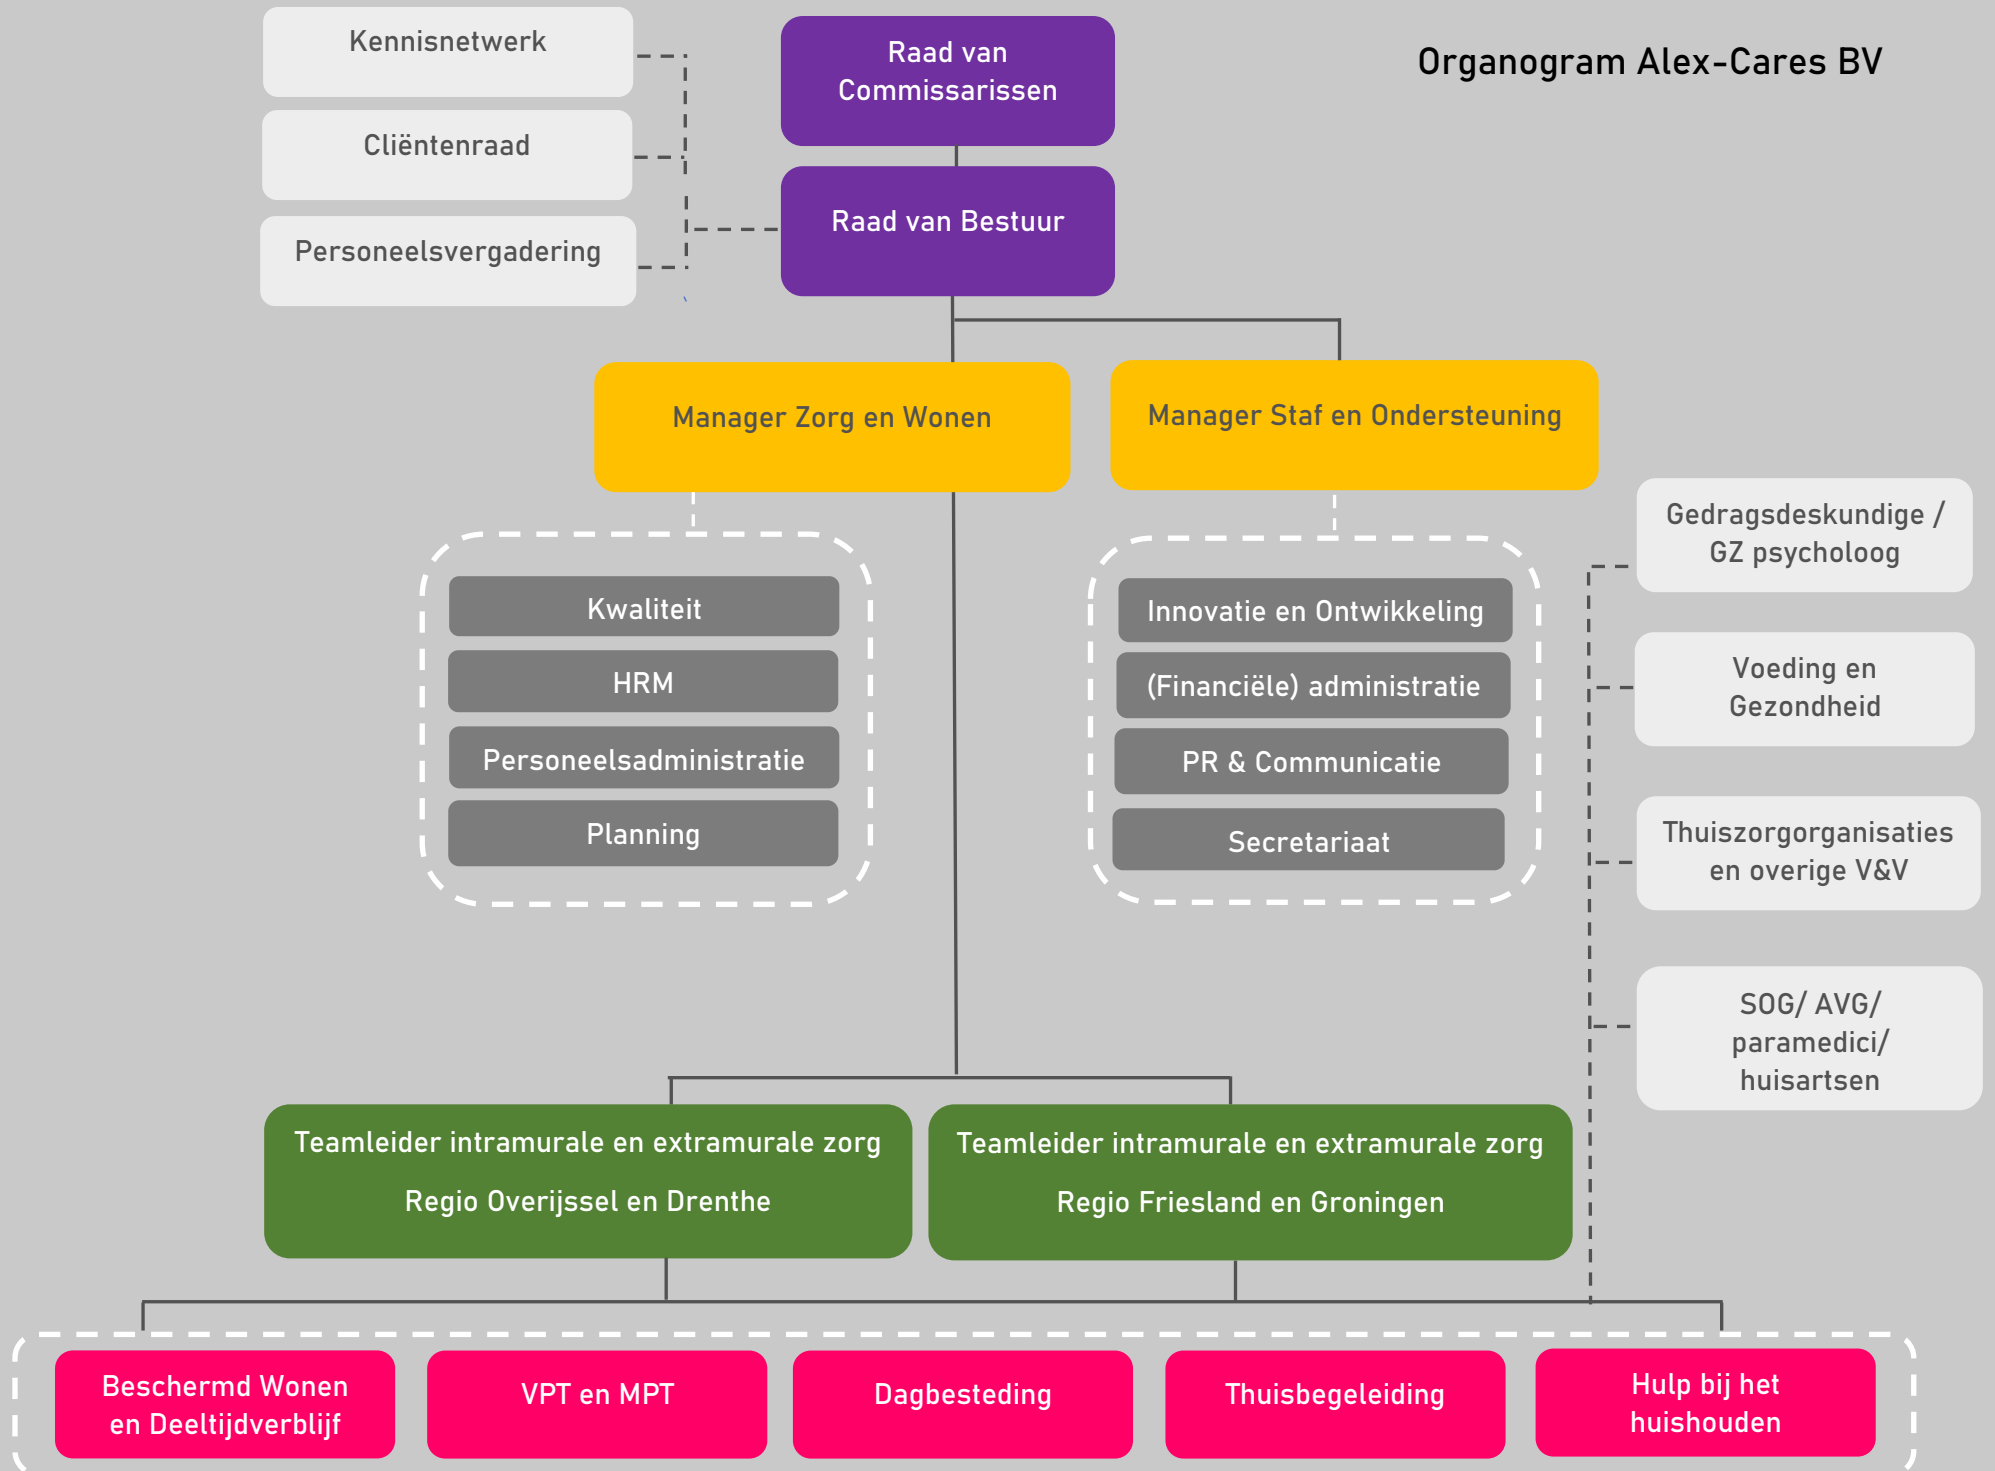 Organogram Alex-Cares BV
Kennisnetwerk
Cliëntenraad
Personeelsvergadering
Raad van
Commissarissen
Raad van Bestuur
Manager Zorg en Wonen
Manager Staf en Ondersteuning
Kwaliteit
HRM
Personeelsadministratie
Planning
Innovatie en Ontwikkeling
(Financiële) administratie
PR & Communicatie
Secretariaat
Gedragsdeskundige /
GZ psycholoog
Voeding en
Gezondheid
Thuiszorgorganisaties
en overige V&V
SOG/ AVG/
paramedici/
huisartsen
Teamleider intramurale en extramurale zorg
Regio Overijssel en Drenthe
Teamleider intramurale en extramurale zorg
Regio Friesland en Groningen
Beschermd Wonen
en Deeltijdverblijf
VPT en MPT
Dagbesteding
Thuisbegeleiding
Hulp bij het
huishouden